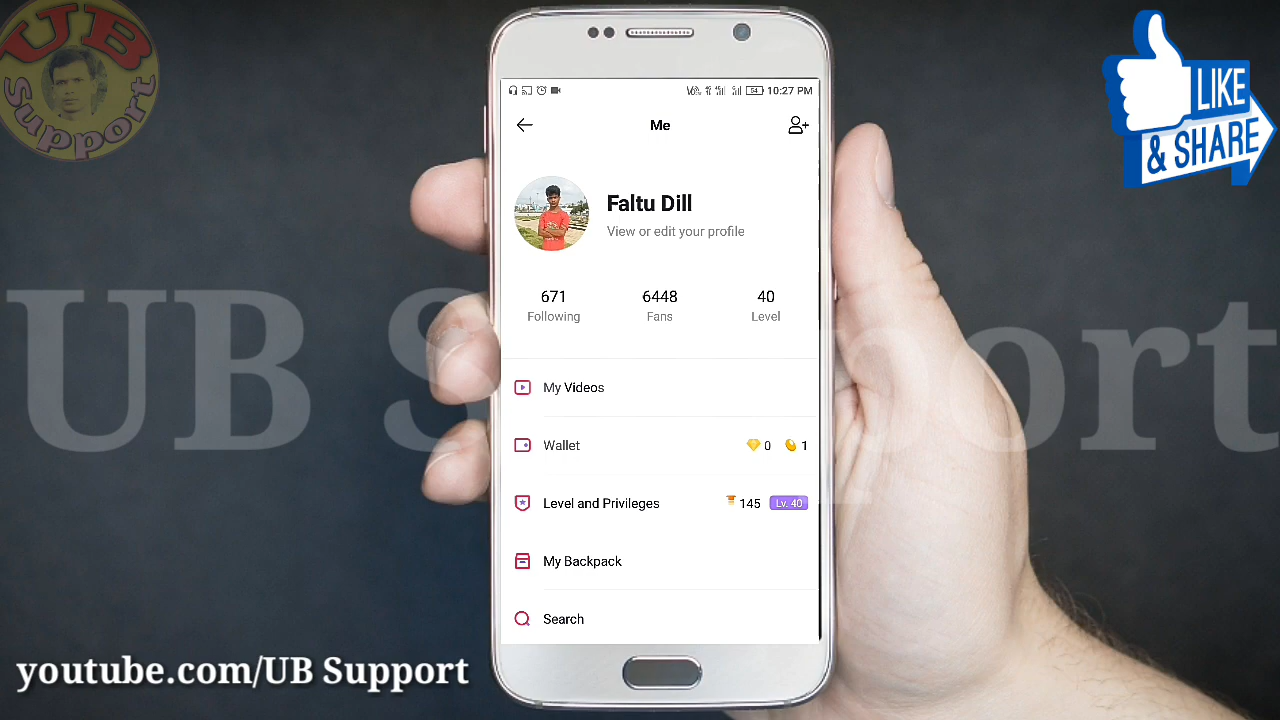 UB
Support
LIKE
& SHARE
10:27 PM
Me
Faltu Dill
View or edit your profile
671
6448
40
Following
Fans
Level
My Videos
Wallet
0
1
Level and Privileges
145
Lv. 40
My Backpack
Search
UB Support
youtube.com/UB Support